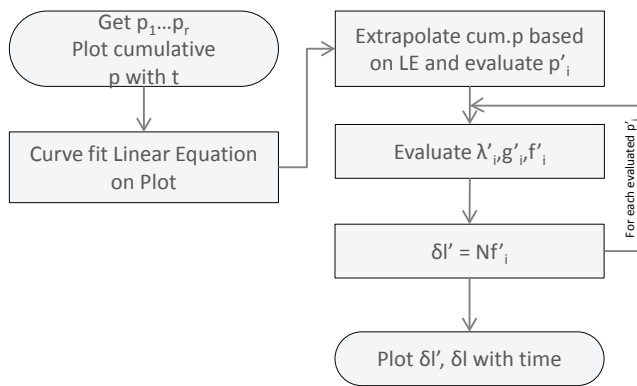 Get p₁...pᵣ
Plot cumulative
p with t
Curve fit Linear Equation
on Plot
Extrapolate cum.p based
on LE and evaluate p'ᵢ
Evaluate λ'ᵢ,g'ᵢ,f'ᵢ
δl' = Nf'ᵢ
For each evaluated p'ᵢ
Plot δl', δl with time